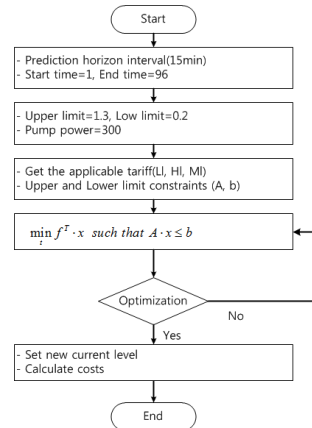 Start
- Prediction horizon interval(15min)
- Start time=1, End time=96
- Upper limit=1.3, Low limit=0.2
- Pump power=300
- Get the applicable tariff(Ll, Hl, Ml)
- Upper and Lower limit constraints (A, b)
min f^T · x such that A · x ≤ b
t
Optimization
No
Yes
- Set new current level
- Calculate costs
End